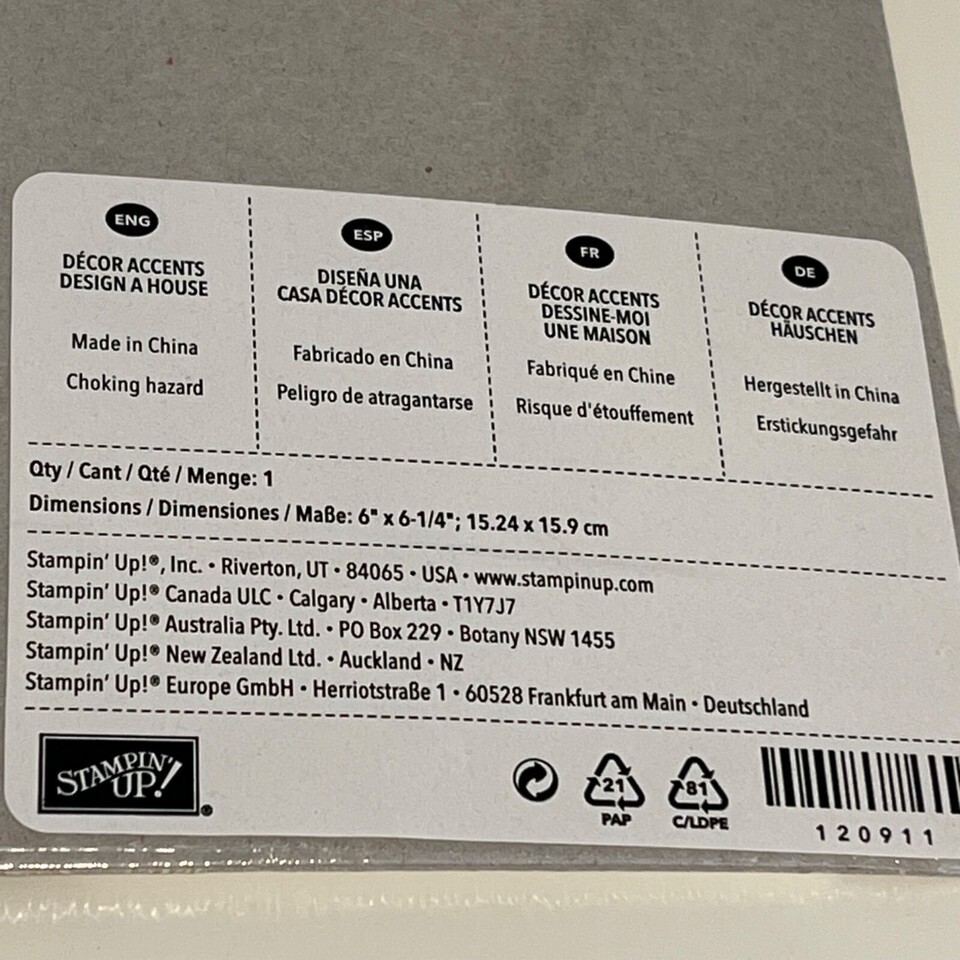 ENG
DÉCOR ACCENTS
DESIGN A HOUSE
Made in China
Choking hazard
ESP
DISEÑA UNA
CASA DÉCOR ACCENTS
Fabricado en China
Peligro de atragantarse
FR
DÉCOR ACCENTS
DESSINE-MOI
UNE MAISON
Fabriqué en Chine
Risque d'étouffement
DE
DÉCOR ACCENTS
HÄUSCHEN
Hergestellt in China
Erstickungsgefahr
Qty / Cant / Qté / Menge: 1
Dimensions / Dimensiones / Maße: 6" x 6-1/4"; 15.24 x 15.9 cm
Stampin' Up!®, Inc. • Riverton, UT • 84065 • USA • www.stampinup.com
Stampin' Up!® Canada ULC • Calgary • Alberta • T1Y7J7
Stampin' Up!® Australia Pty. Ltd. • PO Box 229 • Botany NSW 1455
Stampin' Up!® New Zealand Ltd. • Auckland • NZ
Stampin' Up!® Europe GmbH • Herriotstraße 1 • 60528 Frankfurt am Main • Deutschland
STAMPIN'
UP!®
21
PAP
81
C/LDPE
120911